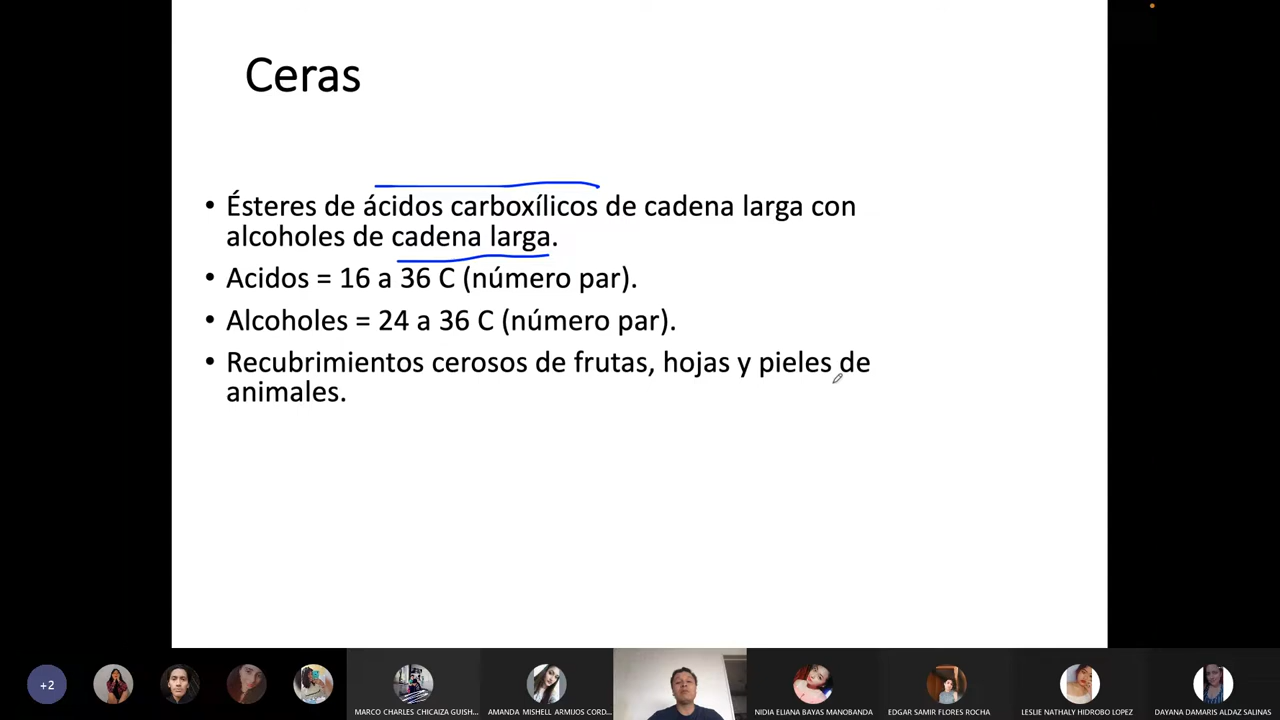 Ceras
• Ésteres de ácidos carboxílicos de cadena larga con
alcoholes de cadena larga.
• Acidos = 16 a 36 C (número par).
• Alcoholes = 24 a 36 C (número par).
• Recubrimientos cerosos de frutas, hojas y pieles de
animales.
+2
MARCO CHARLES CHICAIZA GUISH...
AMANDA MISHELL ARMIJOS CORD...
NIDIA ELIANA BAYAS MANOBANDA
EDGAR SAMIR FLORES ROCHA
LESLIE NATHALY HIDROBO LOPEZ
DAYANA DAMARIS ALDAZ SALINAS